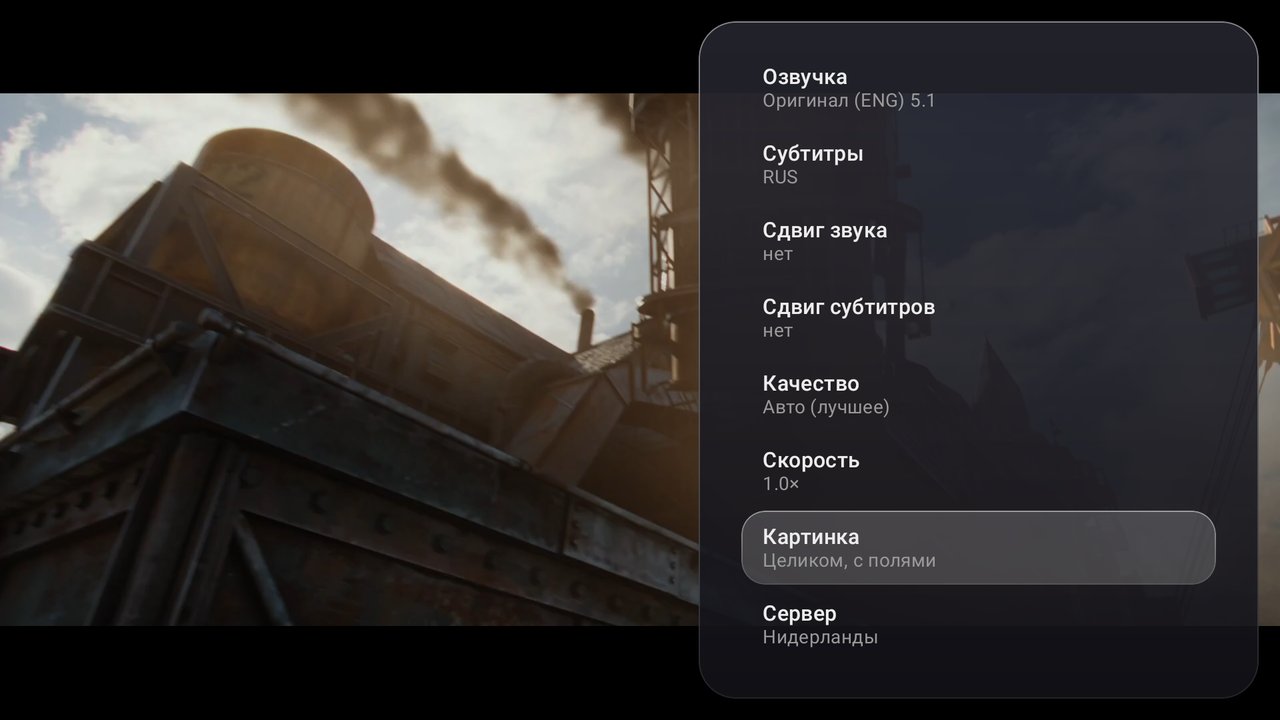 Озвучка
Оригинал (ENG) 5.1
Субтитры
RUS
Сдвиг звука
нет
Сдвиг субтитров
нет
Качество
Авто (лучшее)
Скорость
1.0×
Картинка
Целиком, с полями
Сервер
Нидерланды